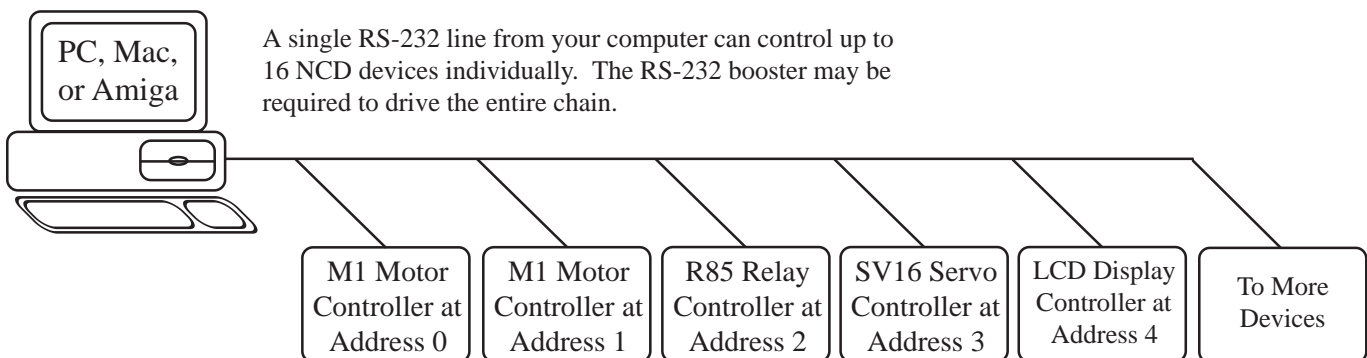 PC, Mac,
or Amiga
A single RS-232 line from your computer can control up to
16 NCD devices individually.  The RS-232 booster may be
required to drive the entire chain.
M1 Motor
Controller at
Address 0
M1 Motor
Controller at
Address 1
R85 Relay
Controller at
Address 2
SV16 Servo
Controller at
Address 3
LCD Display
Controller at
Address 4
To More
Devices